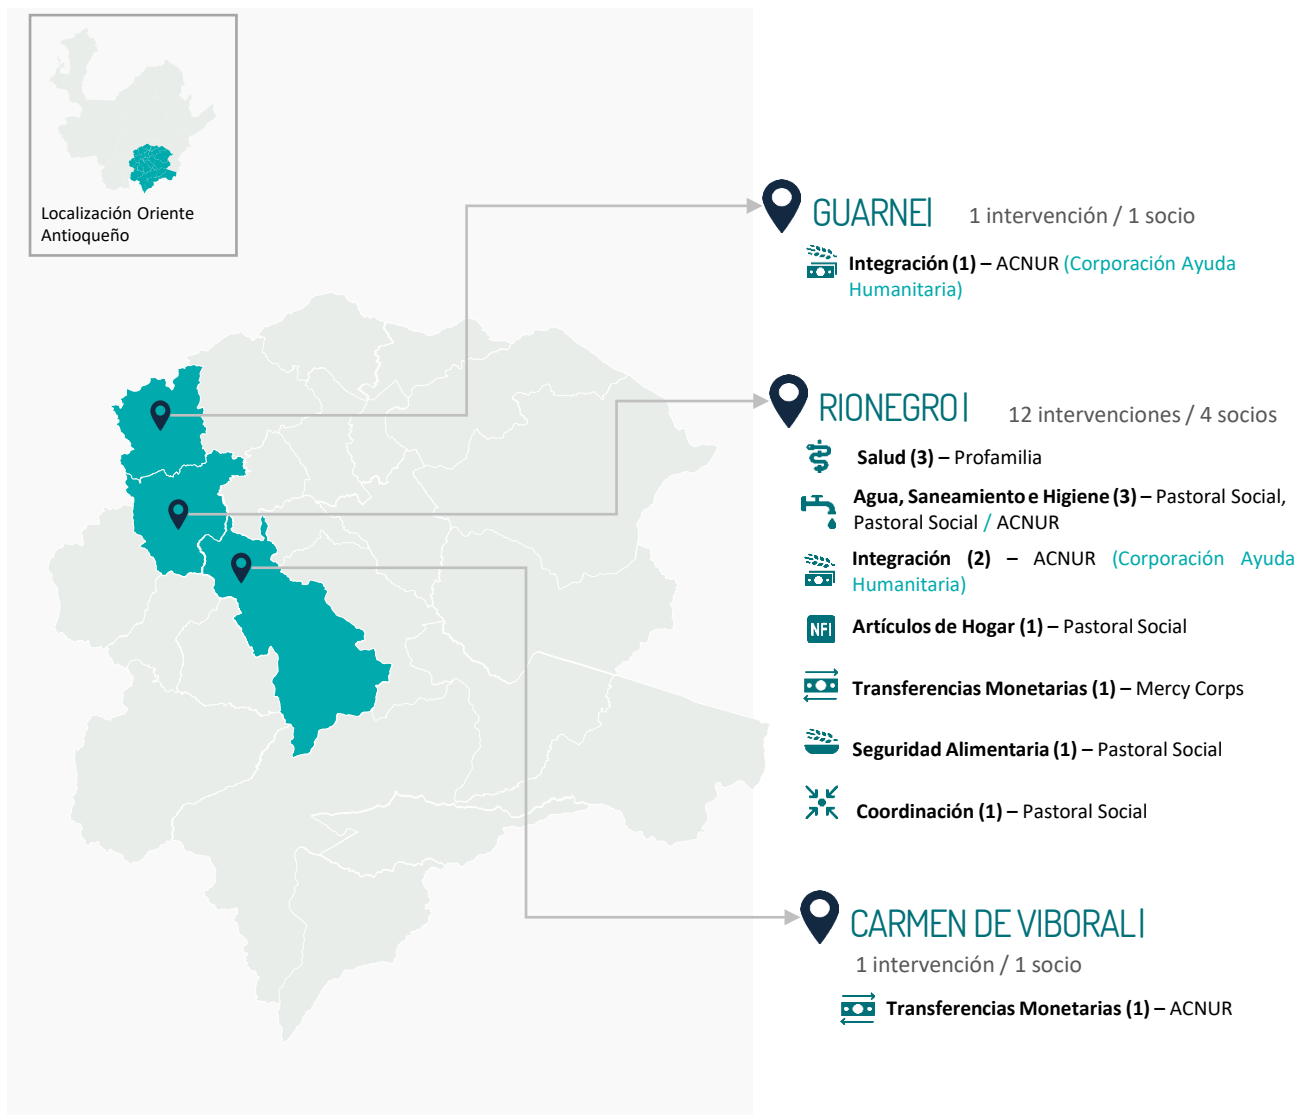 Localización Oriente
Antioqueño
GUARNE|
1 intervención / 1 socio
Integración (1) – ACNUR (Corporación Ayuda
Humanitaria)
RIONEGRO|
12 intervenciones / 4 socios
Salud (3) – Profamilia
Agua, Saneamiento e Higiene (3) – Pastoral Social,
Pastoral Social / ACNUR
Integración (2) – ACNUR (Corporación Ayuda
Humanitaria)
NFI
Artículos de Hogar (1) – Pastoral Social
Transferencias Monetarias (1) – Mercy Corps
Seguridad Alimentaria (1) – Pastoral Social
Coordinación (1) – Pastoral Social
CARMEN DE VIBORAL|
1 intervención / 1 socio
Transferencias Monetarias (1) – ACNUR